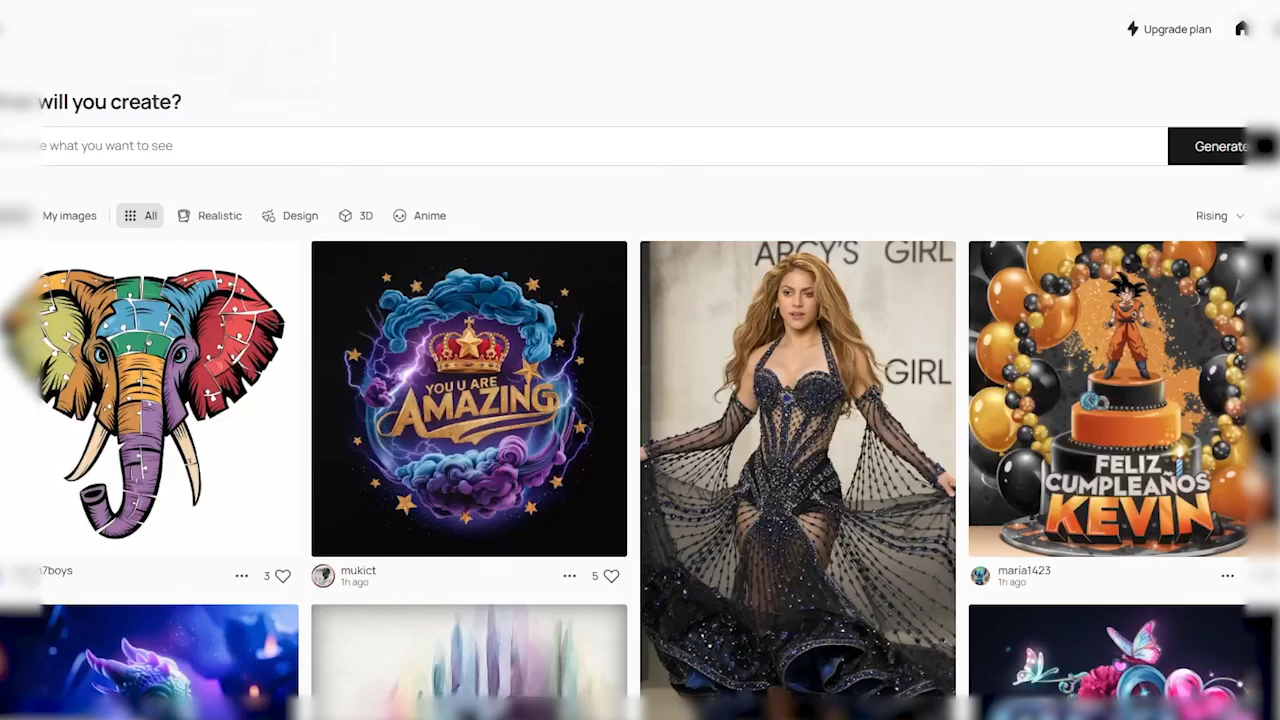 Upgrade plan
will you create?
what you want to see
Generate
My images
All
Realistic
Design
3D
Anime
Rising
YOU U ARE
AMAZING
ARCY'S GIRL
GIRL
FELIZ
CUMPLEAÑOS
KEVIN
7boys
3
mukict
1h ago
5
maria1423
1h ago